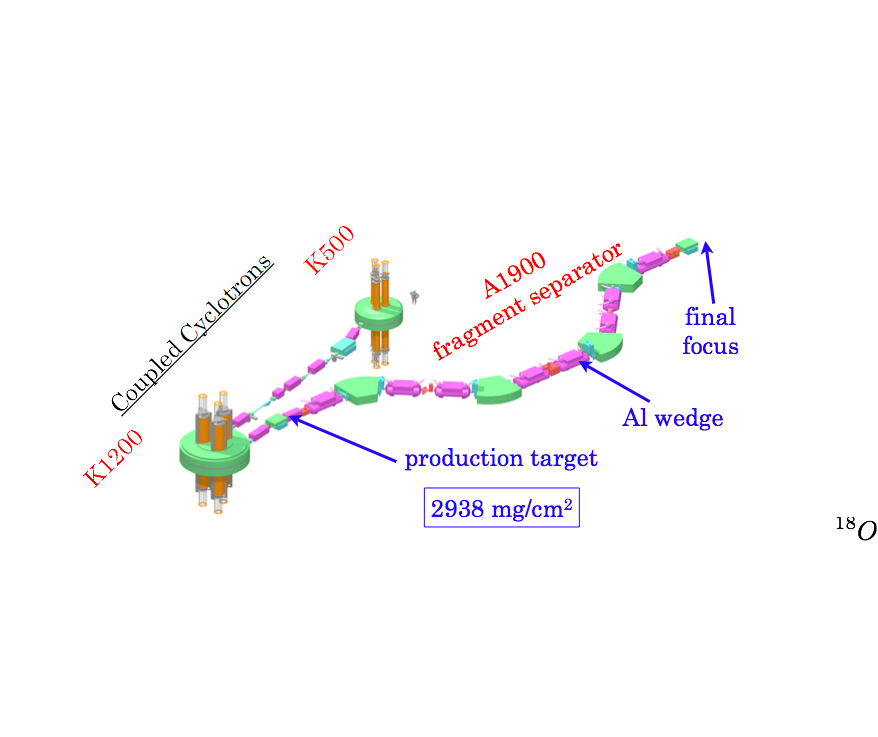 Coupled Cyclotrons
K500
K1200
A1900
fragment separator
final
focus
Al wedge
production target
2938 mg/cm²
¹⁸O